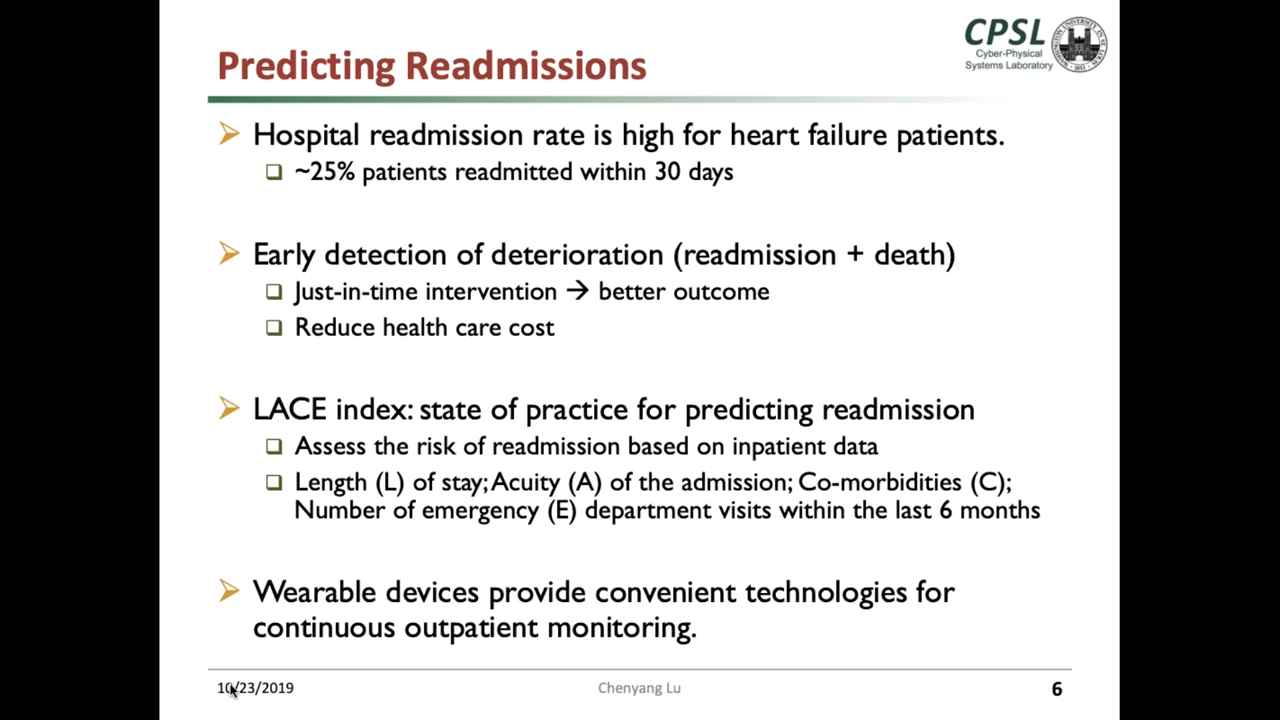 CPSL
Cyber-Physical
Systems Laboratory
Predicting Readmissions
Hospital readmission rate is high for heart failure patients.
~25% patients readmitted within 30 days
Early detection of deterioration (readmission + death)
Just-in-time intervention → better outcome
Reduce health care cost
LACE index: state of practice for predicting readmission
Assess the risk of readmission based on inpatient data
Length (L) of stay; Acuity (A) of the admission; Co-morbidities (C);
Number of emergency (E) department visits within the last 6 months
Wearable devices provide convenient technologies for
continuous outpatient monitoring.
10/23/2019
Chenyang Lu
6